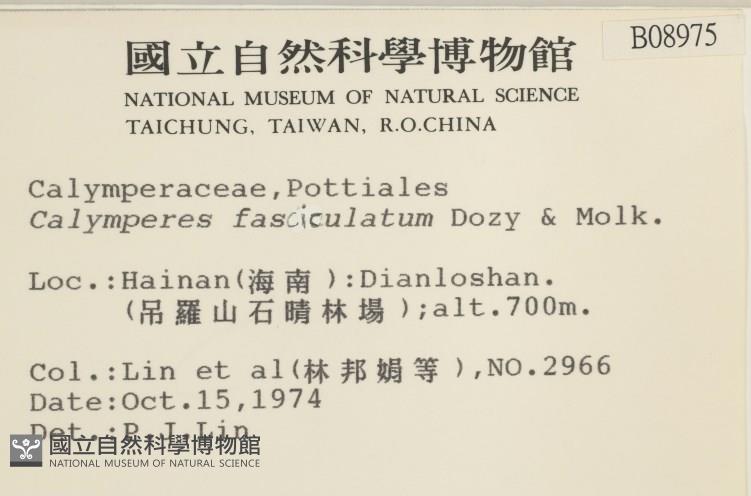 B08975
國立自然科學博物館
NATIONAL MUSEUM OF NATURAL SCIENCE
TAICHUNG, TAIWAN, R.O.CHINA
Calymperaceae,Pottiales
Calymperes fasciculatum Dozy & Molk.
Loc.:Hainan(海南):Dianloshan.
(吊羅山石晴林場);alt.700m.
Col.:Lin et al(林邦娟等),NO.2966
Date:Oct.15,1974
Det.:P.J.Lin
國立自然科學博物館
NATIONAL MUSEUM OF NATURAL SCIENCE